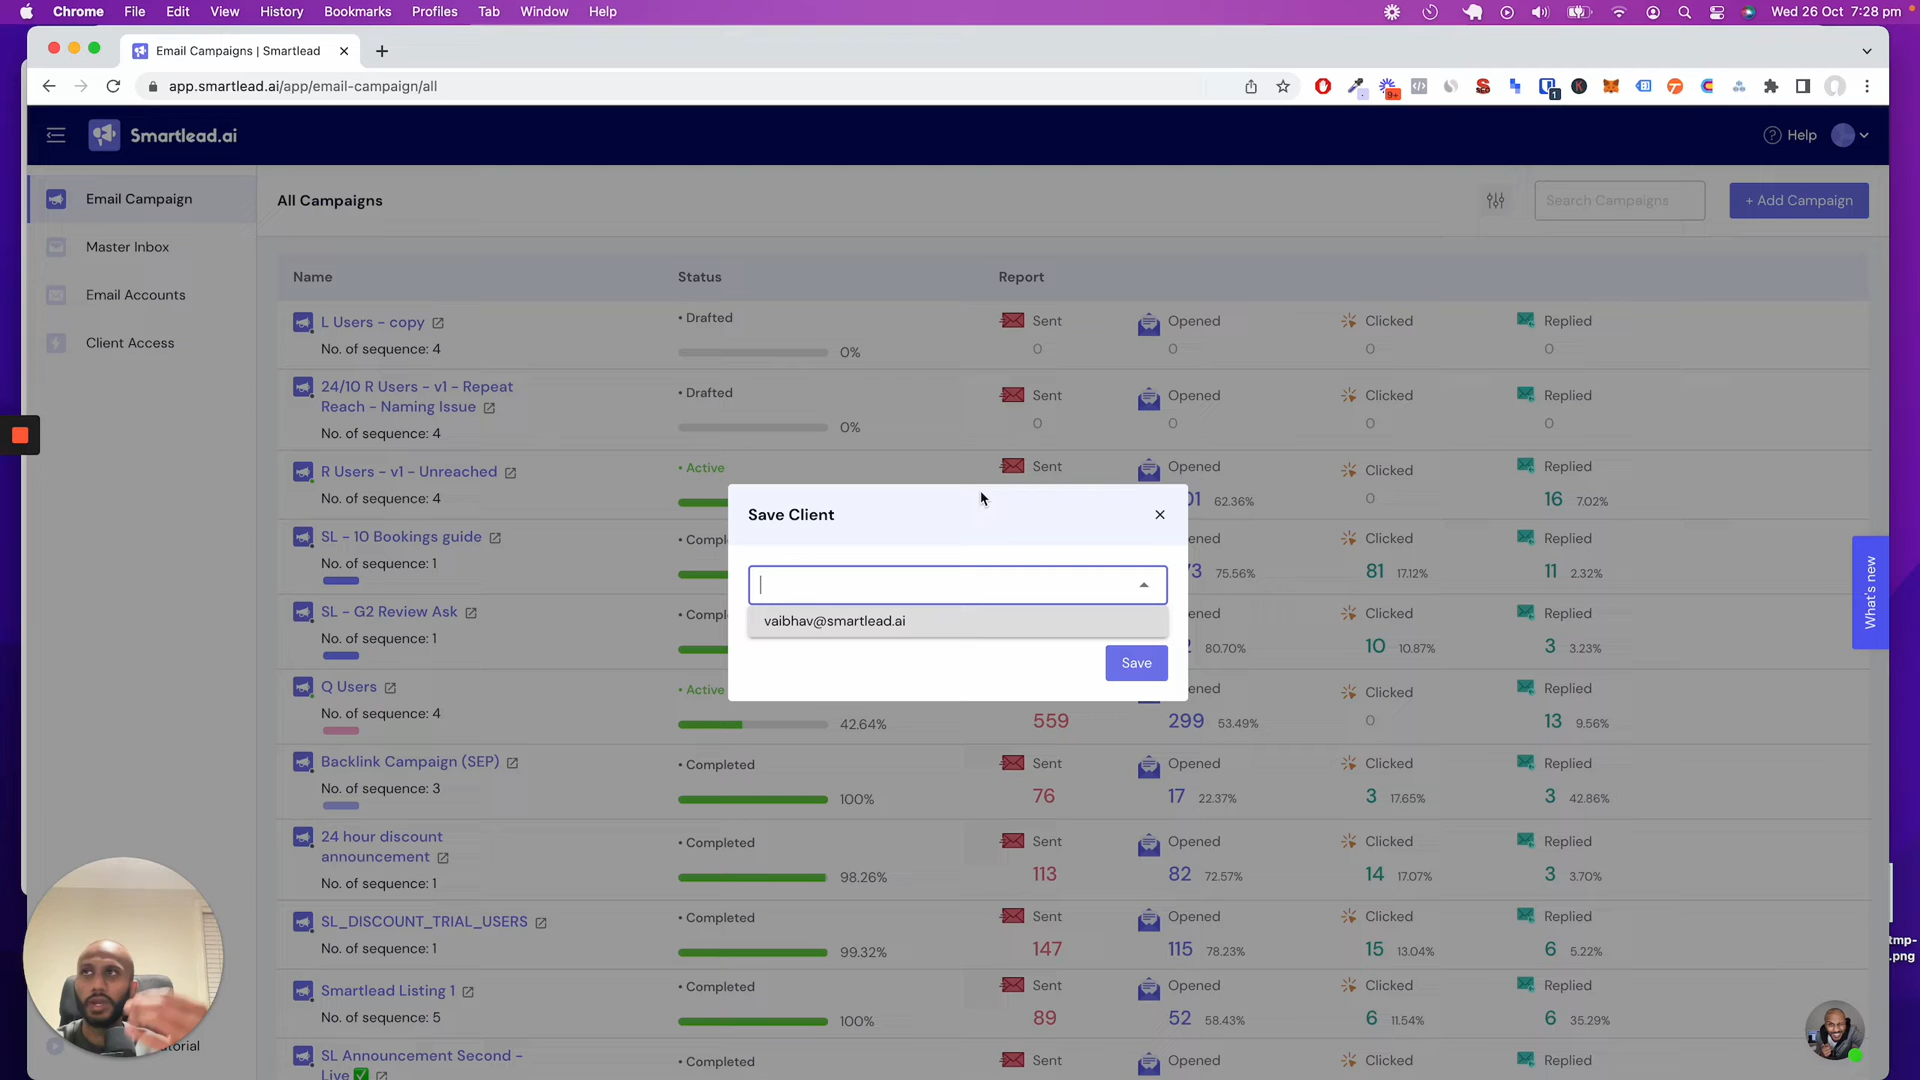 Chrome File Edit View History Bookmarks Profiles Tab Window Help Wed 26 Oct 7:28 pm
Email Campaigns | Smartlead
app.smartlead.ai/app/email-campaign/all
9+
1
Smartlead.ai
Help
Email Campaign
Master Inbox
Email Accounts
Client Access
All Campaigns
Search Campaigns
+ Add Campaign
Name Status Report
L Users - copy
No. of sequence: 4
• Drafted
0%
Sent Opened Clicked Replied
0 0 0 0
24/10 R Users - v1 - Repeat
Reach - Naming Issue
No. of sequence: 4
• Drafted
0%
Sent Opened Clicked Replied
0 0 0 0
R Users - v1 - Unreached
No. of sequence: 4
• Active
Sent Opened Clicked Replied
01 62.36% 0 16 7.02%
Save Client
vaibhav@smartlead.ai
Save
SL - 10 Bookings guide
No. of sequence: 1
• Compl
ened Clicked Replied
73 75.56% 81 17.12% 11 2.32%
SL - G2 Review Ask
No. of sequence: 1
• Compl
ened Clicked Replied
2 80.70% 10 10.87% 3 3.23%
Q Users
No. of sequence: 4
• Active
42.64%
ened Clicked Replied
559 299 53.49% 0 13 9.56%
Backlink Campaign (SEP)
No. of sequence: 3
• Completed
100%
Sent Opened Clicked Replied
76 17 22.37% 3 17.65% 3 42.86%
24 hour discount
announcement
No. of sequence: 1
• Completed
98.26%
Sent Opened Clicked Replied
113 82 72.57% 14 17.07% 3 3.70%
SL_DISCOUNT_TRIAL_USERS
No. of sequence: 1
• Completed
99.32%
Sent Opened Clicked Replied
147 115 78.23% 15 13.04% 6 5.22%
Smartlead Listing 1
No. of sequence: 5
• Completed
100%
Sent Opened Clicked Replied
89 52 58.43% 6 11.54% 6 35.29%
SL Announcement Second -
Live
• Completed
Sent Opened Clicked Replied
What's new
torial
tmp-
.png